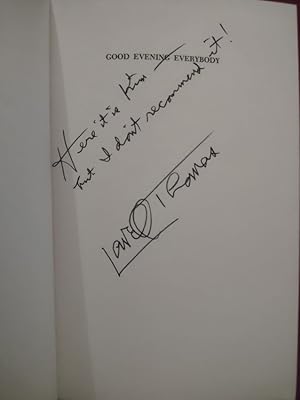 GOOD EVENING EVERYBODY
Here it is Kim —
but I don't recommend it!
Lowell Thomas